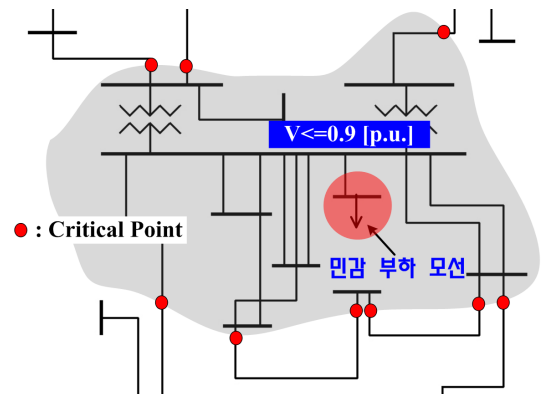 V<=0.9 [p.u.]
: Critical Point
민감 부하 모선